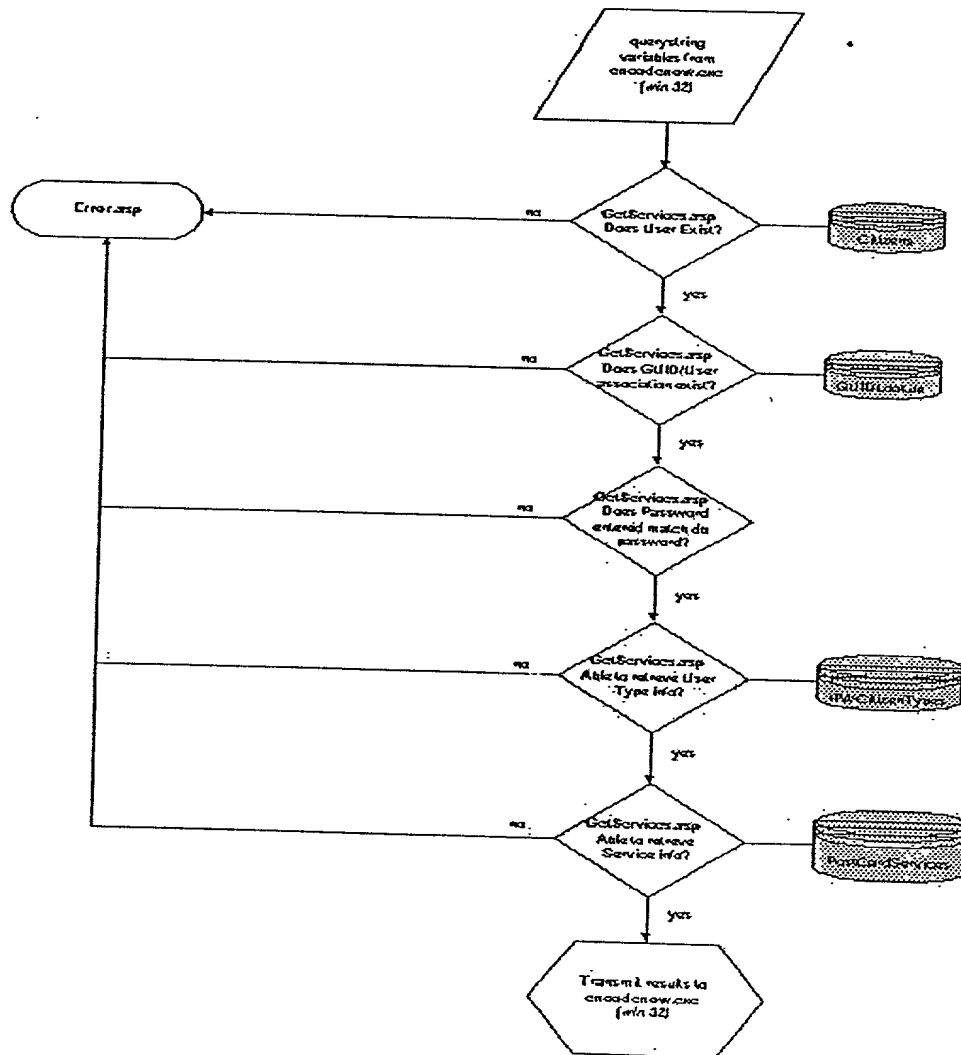 querystring
variables from
encodenow.exe
(win 32)
Error.asp
no
GetServices.asp
Does User Exist?
Citizens
yes
no
GetServices.asp
Does GUID/User
association exist?
GUIDLookUp
yes
no
GetServices.asp
Does Password
entered match db
password?
yes
no
GetServices.asp
Able to retrieve User
Type info?
yes
no
GetServices.asp
Able to retrieve
Service info?
PostCardServices
yes
Transmit results to
encodenow.exe
(win 32)